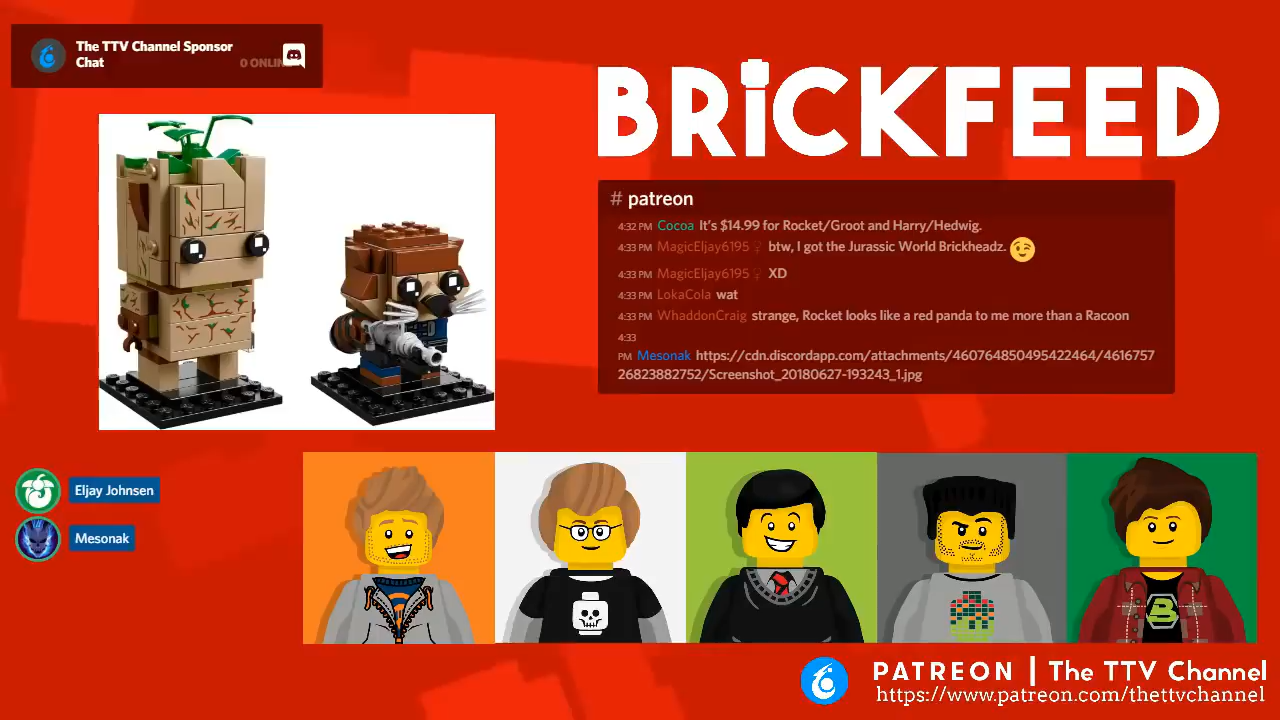 The TTV Channel Sponsor
Chat
0 ONLIN
BRiCKFEED
# patreon
4:32 PM Cocoa It's $14.99 for Rocket/Groot and Harry/Hedwig.
4:33 PM MagicEljay6195 btw, I got the Jurassic World Brickheadz. 😉
4:33 PM MagicEljay6195 XD
4:33 PM LokaCola wat
4:33 PM WhaddonCraig strange, Rocket looks like a red panda to me more than a Racoon
4:33
PM Mesonak https://cdn.discordapp.com/attachments/460764850495422464/4616757
26823882752/Screenshot_20180627-193243_1.jpg
Eljay Johnsen
Mesonak
B
PATREON | The TTV Channel
https://www.patreon.com/thettvchannel